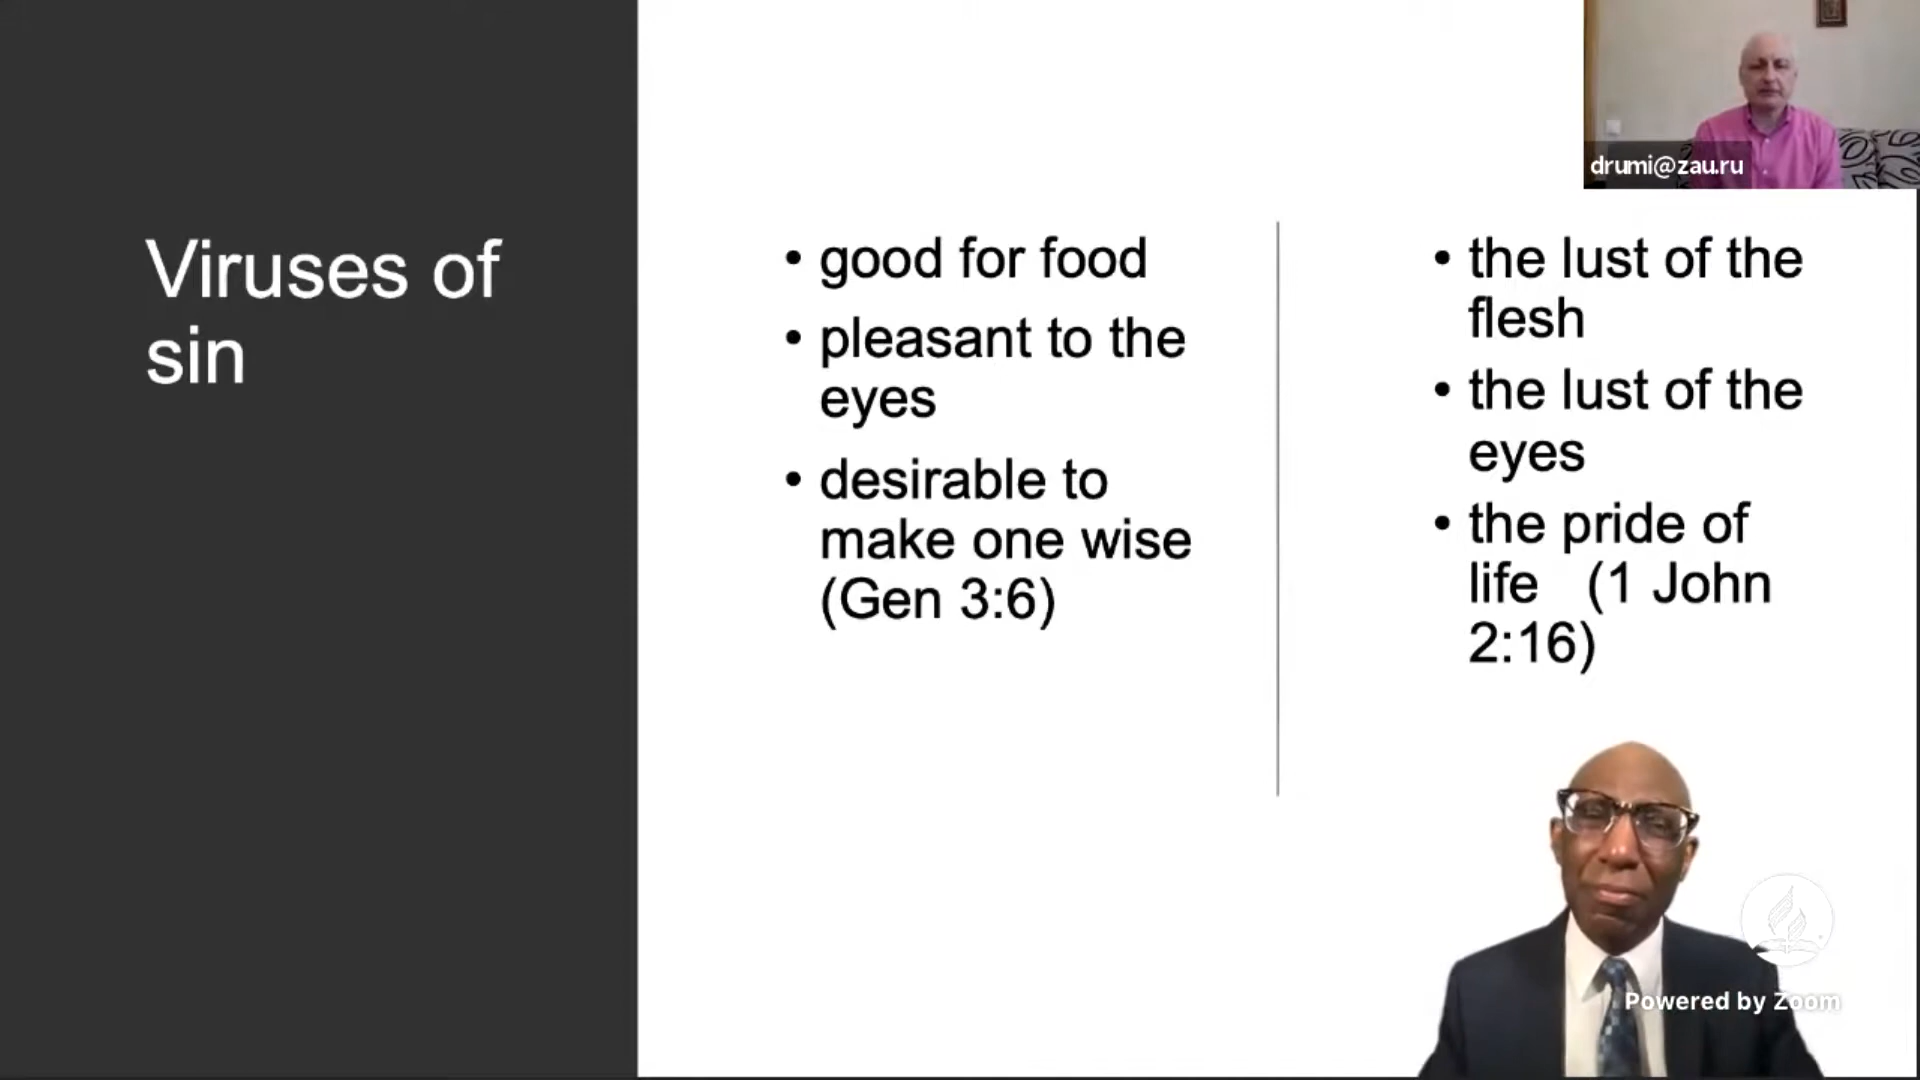 Viruses of
sin
• good for food
• pleasant to the
eyes
• desirable to
make one wise
(Gen 3:6)
• the lust of the
flesh
• the lust of the
eyes
• the pride of
life (1 John
2:16)
drumi@zau.ru
Powered by Zoom